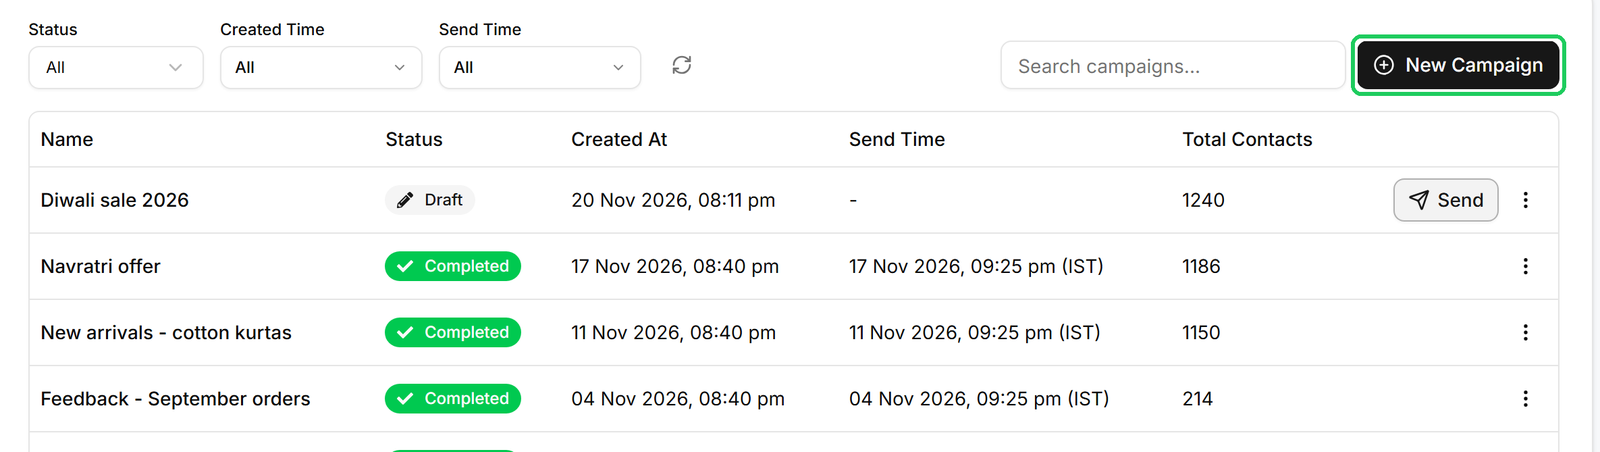 Status Created Time Send Time
All All All Search campaigns... New Campaign
Name Status Created At Send Time Total Contacts
Diwali sale 2026 Draft 20 Nov 2026, 08:11 pm - 1240 Send
Navratri offer Completed 17 Nov 2026, 08:40 pm 17 Nov 2026, 09:25 pm (IST) 1186
New arrivals - cotton kurtas Completed 11 Nov 2026, 08:40 pm 11 Nov 2026, 09:25 pm (IST) 1150
Feedback - September orders Completed 04 Nov 2026, 08:40 pm 04 Nov 2026, 09:25 pm (IST) 214